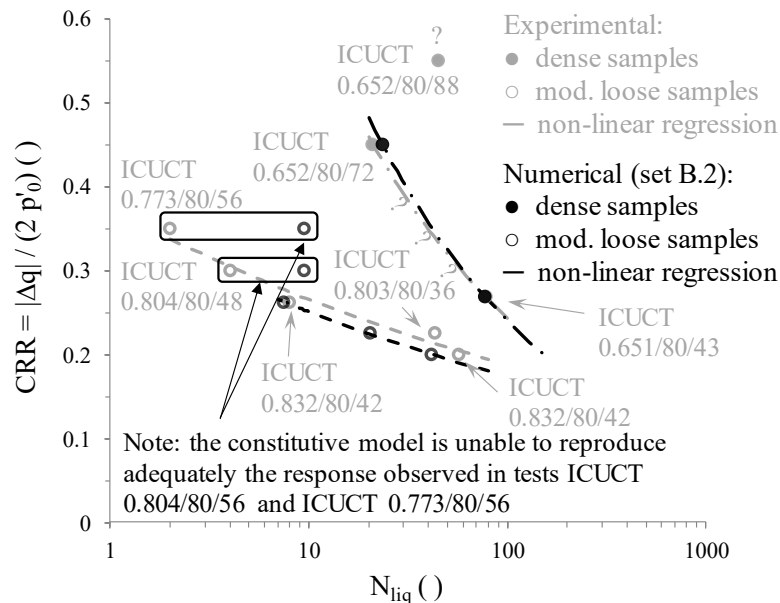 0.6
0.5
0.4
0.3
0.2
0.1
0
1
10
100
1000
CRR = |Δq| / (2 p'0) ( )
Nliq ( )
?
ICUCT
0.652/80/88
ICUCT
0.652/80/72
ICUCT
0.773/80/56
ICUCT
0.804/80/48
ICUCT
0.803/80/36
ICUCT
0.832/80/42
ICUCT
0.651/80/43
ICUCT
0.832/80/42
?
?
?
Experimental:
dense samples
mod. loose samples
non-linear regression
Numerical (set B.2):
dense samples
mod. loose samples
non-linear regression
Note: the constitutive model is unable to reproduce
adequately the response observed in tests ICUCT
0.804/80/56 and ICUCT 0.773/80/56